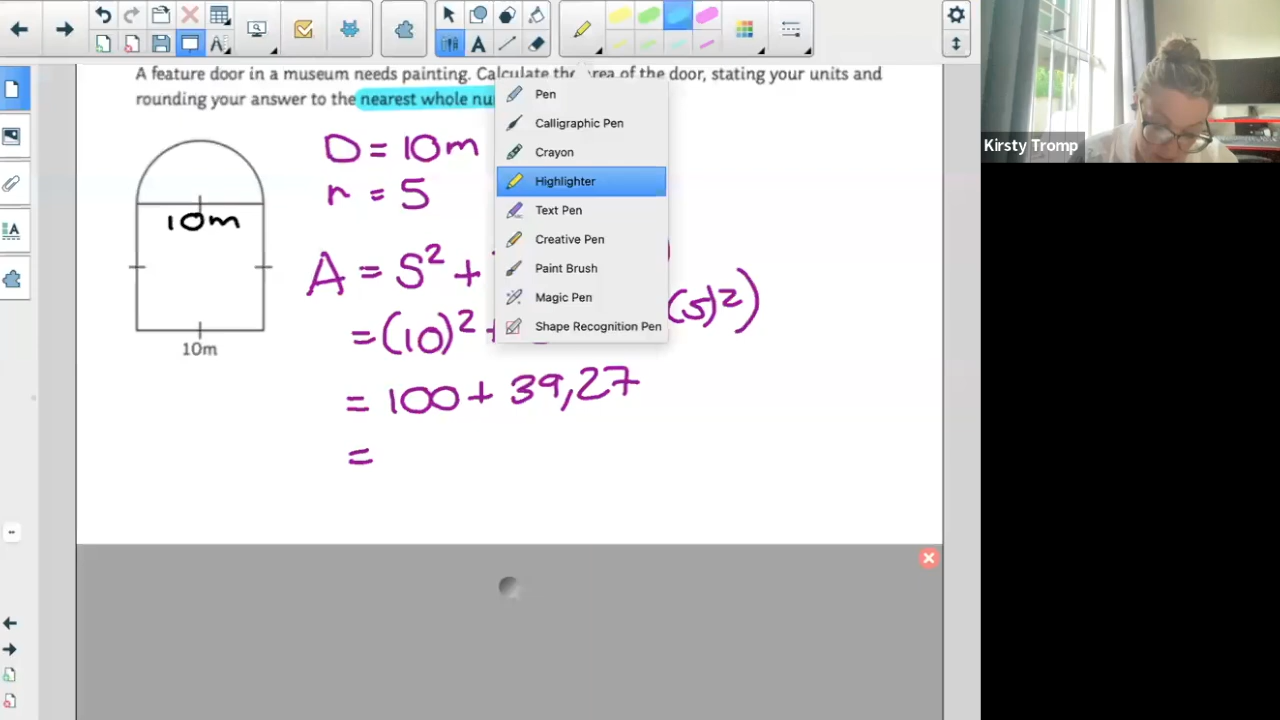 A feature door in a museum needs painting. Calculate the area of the door, stating your units and
rounding your answer to the nearest whole nu
Pen
Calligraphic Pen
Crayon
Highlighter
Text Pen
Creative Pen
Paint Brush
Magic Pen
Shape Recognition Pen
D = 10m
r = 5
10m
10m
A = S² +
= (10)² + (5)²)
= 100 + 39,27
=
Kirsty Tromp